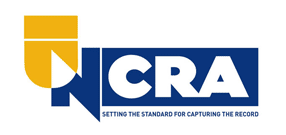 NCRA
SETTING THE STANDARD FOR CAPTURING THE RECORD